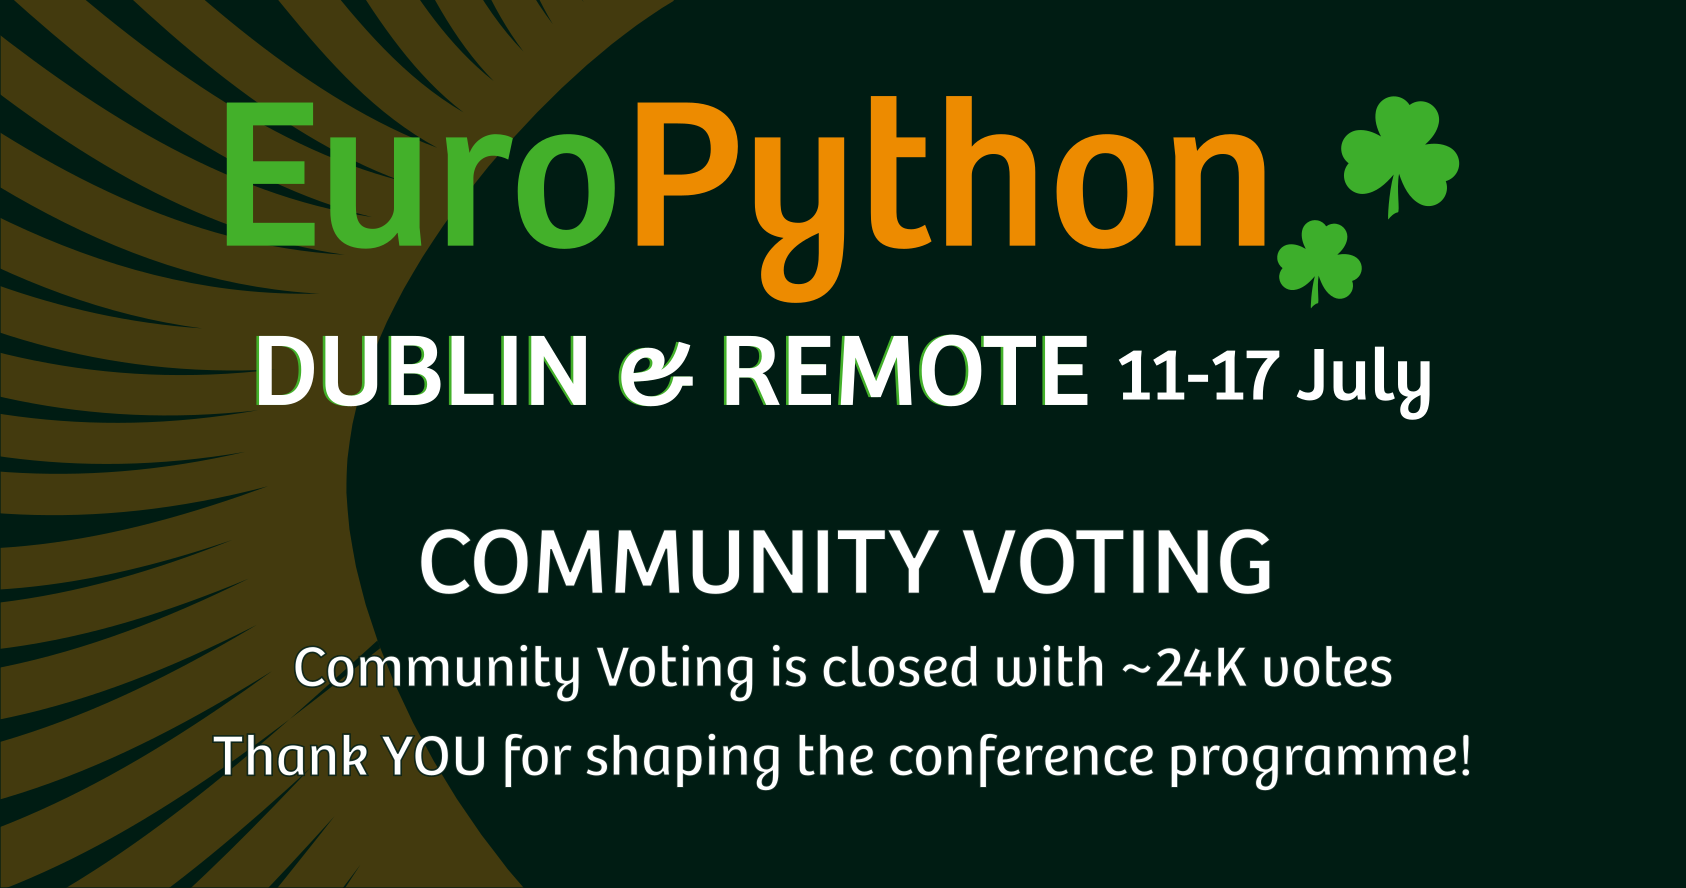 EuroPython
DUBLIN & REMOTE 11-17 July
COMMUNITY VOTING
Community Voting is closed with ~24K votes
Thank YOU for shaping the conference programme!